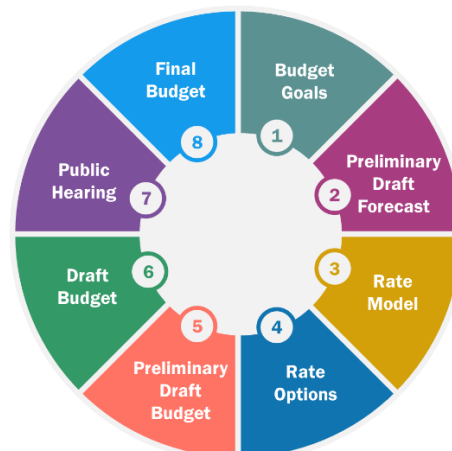 1
Budget
Goals
2
Preliminary
Draft
Forecast
3
Rate
Model
4
Rate
Options
5
Preliminary
Draft
Budget
6
Draft
Budget
7
Public
Hearing
8
Final
Budget